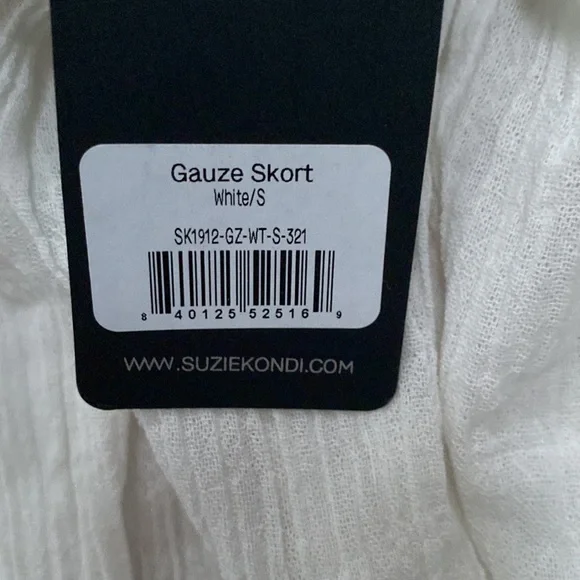 Gauze Skort
White/S
SK1912-GZ-WT-S-321
8 40125 52516 9
WWW.SUZIEKONDI.COM